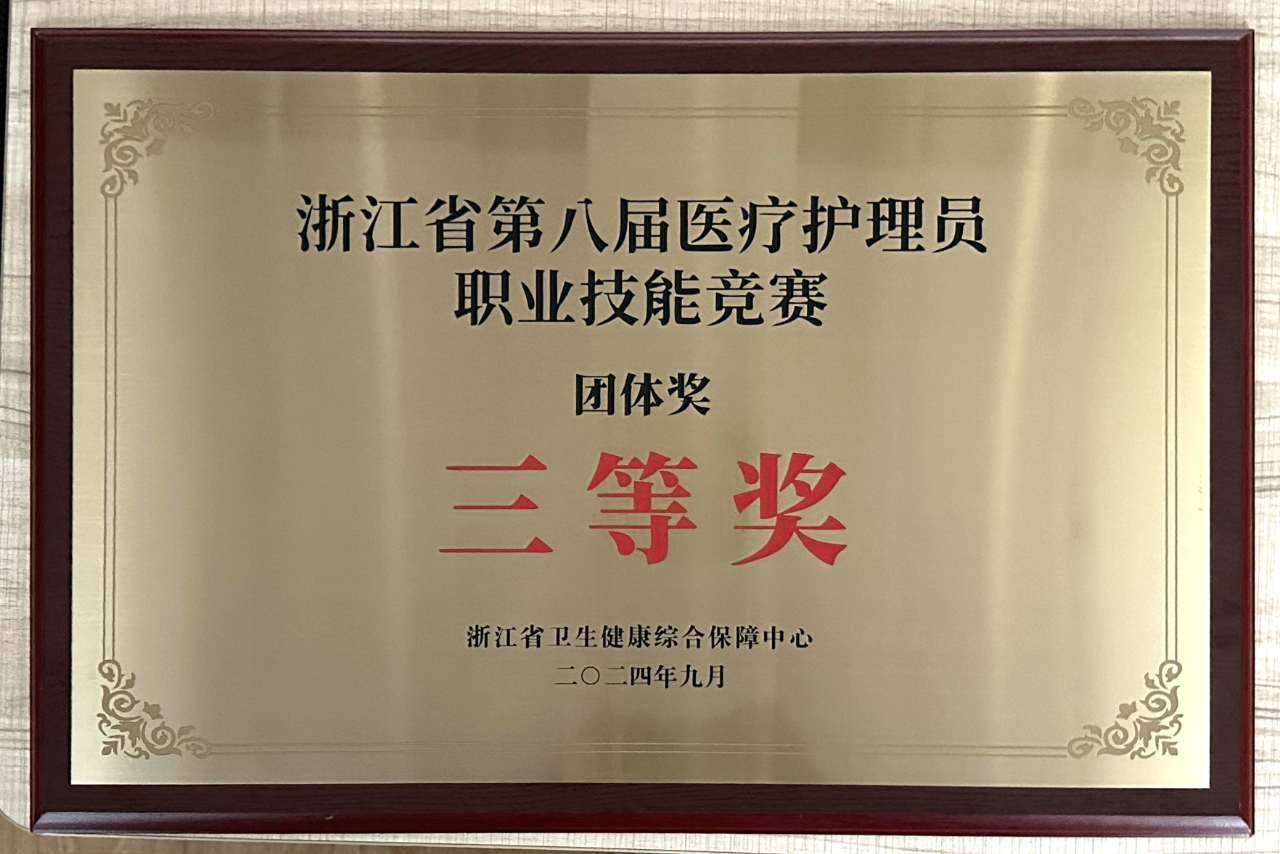 浙江省第八届医疗护理员
职业技能竞赛
团体奖
三等奖
浙江省卫生健康综合保障中心
二〇二四年九月